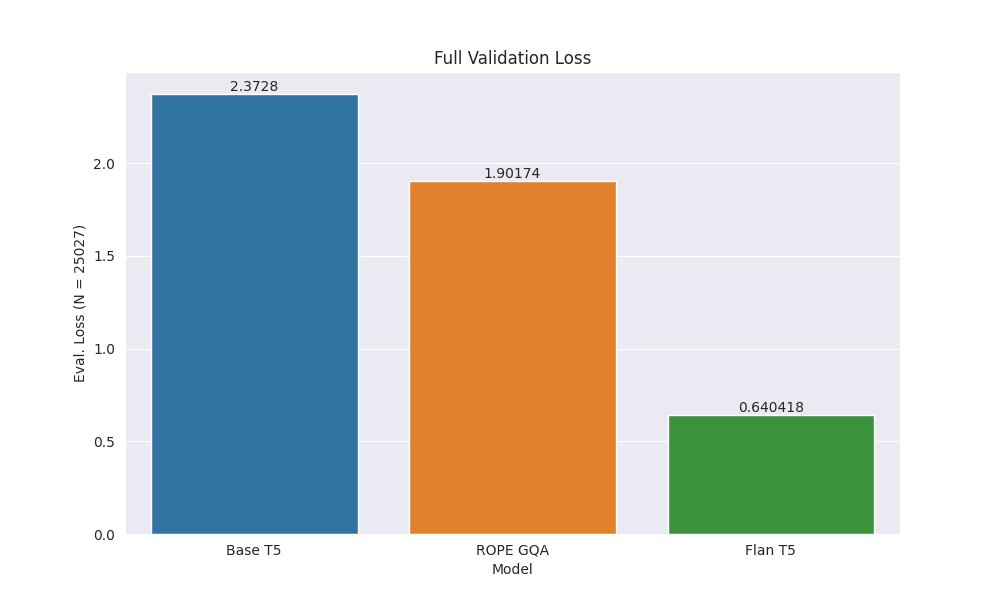 Full Validation Loss
2.3728
1.90174
0.640418
Eval. Loss (N = 25027)
2.0
1.5
1.0
0.5
0.0
Base T5
ROPE GQA
Flan T5
Model